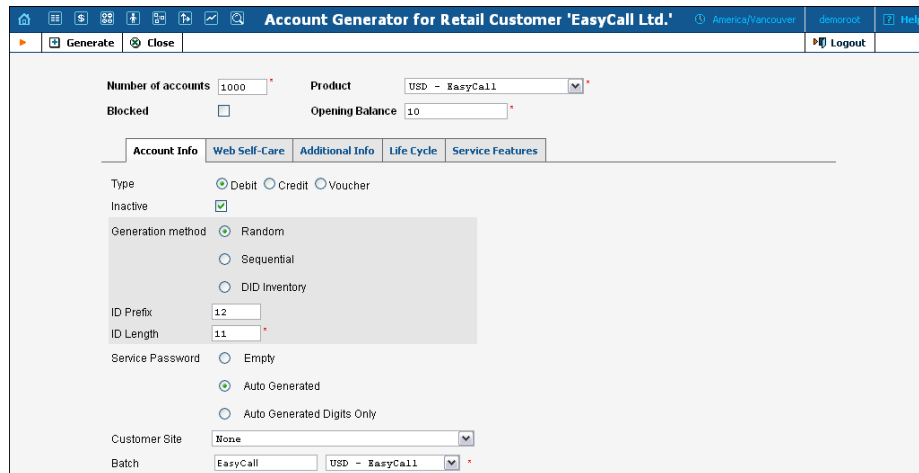 Account Generator for Retail Customer 'EasyCall Ltd.' America/Vancouver demoroot ? Help
Generate Close Logout
Number of accounts 1000 * Product USD - EasyCall *
Blocked Opening Balance 10 *
Account Info Web Self-Care Additional Info Life Cycle Service Features
Type Debit Credit Voucher
Inactive
Generation method Random
Sequential
DID Inventory
ID Prefix 12
ID Length 11 *
Service Password Empty
Auto Generated
Auto Generated Digits Only
Customer Site None
Batch EasyCall USD - EasyCall *